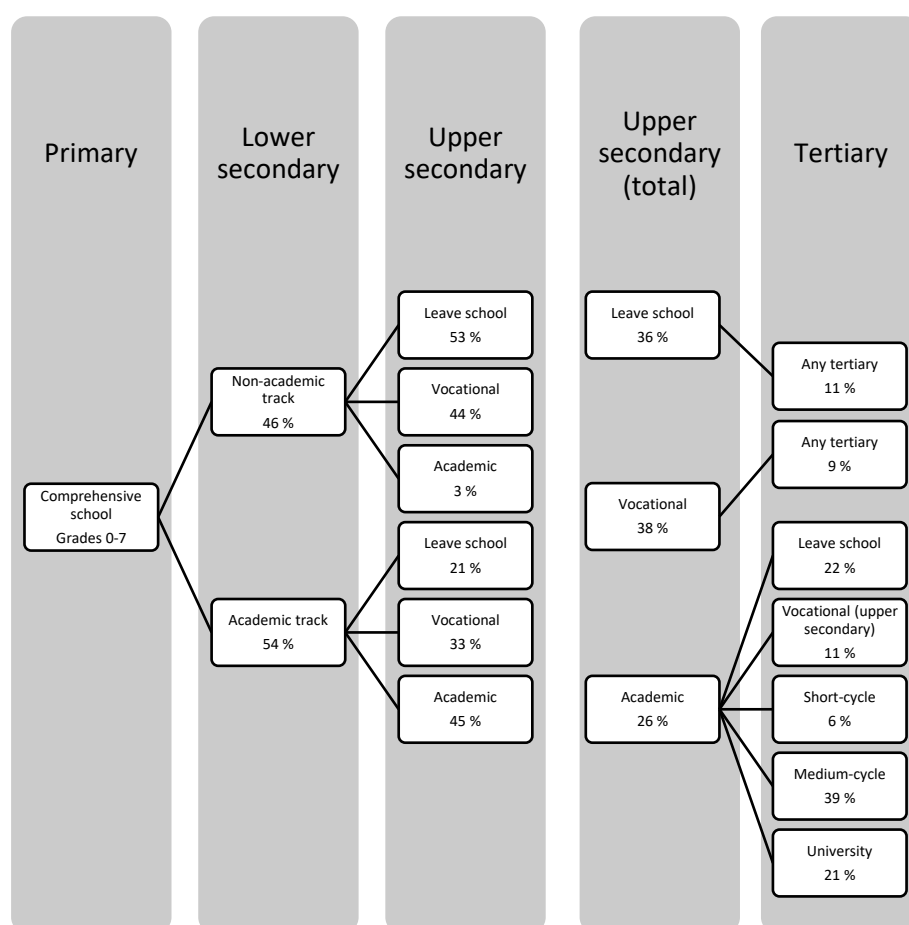 Primary
Lower
secondary
Upper
secondary
Upper
secondary
(total)
Tertiary
Comprehensive
school
Grades 0-7
Non-academic
track
46 %
Academic track
54 %
Leave school
53 %
Vocational
44 %
Academic
3 %
Leave school
21 %
Vocational
33 %
Academic
45 %
Leave school
36 %
Vocational
38 %
Academic
26 %
Any tertiary
11 %
Any tertiary
9 %
Leave school
22 %
Vocational (upper
secondary)
11 %
Short-cycle
6 %
Medium-cycle
39 %
University
21 %